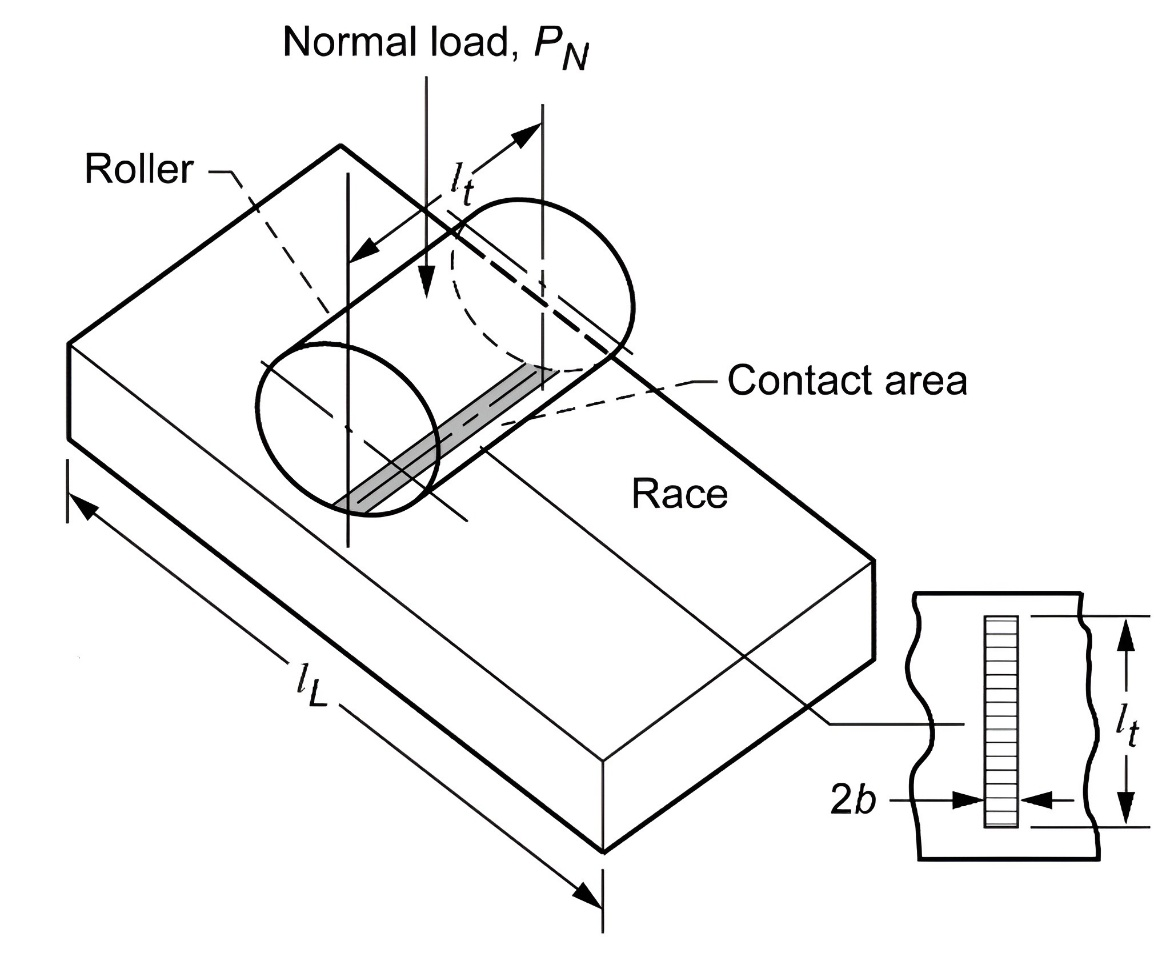 Normal load, P_N
Roller
l_t
Contact area
Race
l_L
l_t
2b